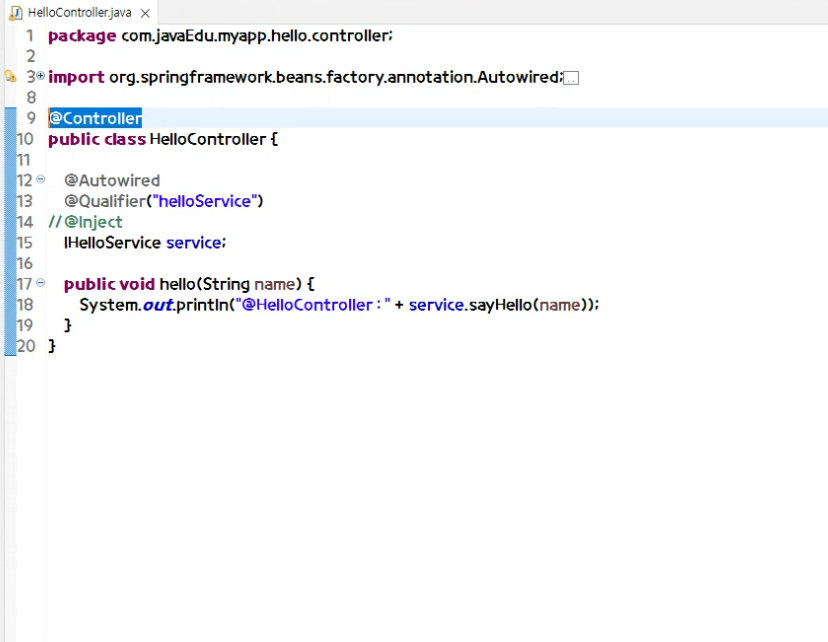 HelloController.java
1 package com.javaEdu.myapp.hello.controller;
2
3 import org.springframework.beans.factory.annotation.Autowired;
8
9 @Controller
10 public class HelloController {
11
12 @Autowired
13 @Qualifier("helloService")
14 //@Inject
15 IHelloService service;
16
17 public void hello(String name) {
18 System.out.println("@HelloController : " + service.sayHello(name));
19 }
20 }